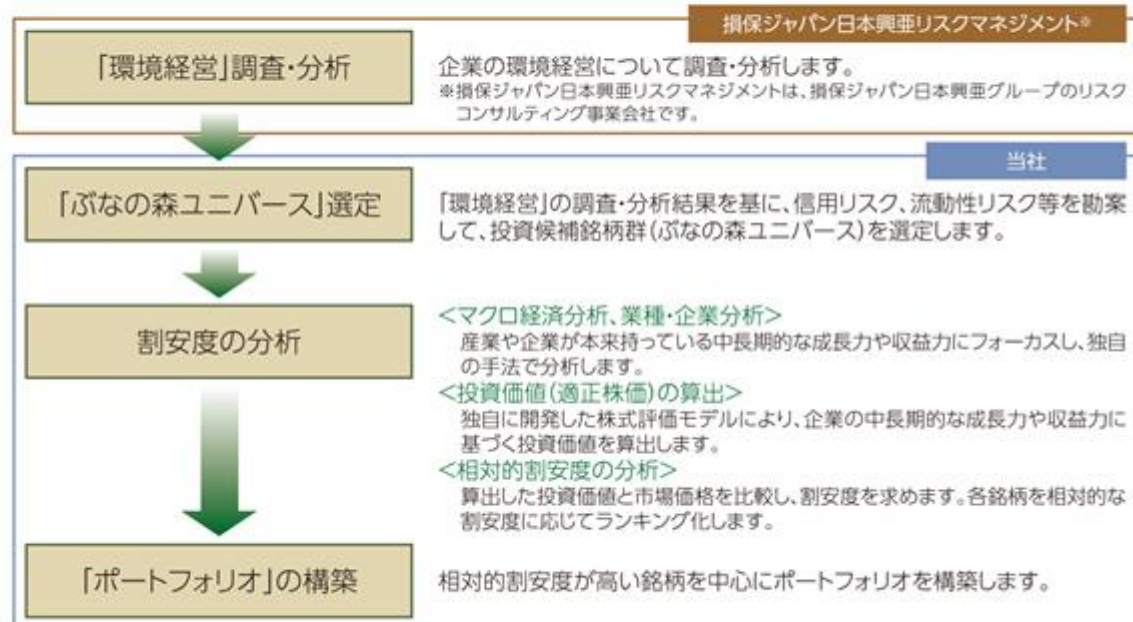 損保ジャパン日本興亜リスクマネジメント※
「環境経営」調査・分析
企業の環境経営について調査・分析します。
※損保ジャパン日本興亜リスクマネジメントは、損保ジャパン日本興亜グループのリスク
コンサルティング事業会社です。
当社
「ぶなの森ユニバース」選定
「環境経営」の調査・分析結果を基に、信用リスク、流動性リスク等を勘案
して、投資候補銘柄群(ぶなの森ユニバース)を選定します。
割安度の分析
<マクロ経済分析、業種・企業分析>
産業や企業が本来持っている中長期的な成長力や収益力にフォーカスし、独自
の手法で分析します。
<投資価値(適正株価)の算出>
独自に開発した株式評価モデルにより、企業の中長期的な成長力や収益力に
基づく投資価値を算出します。
<相対的割安度の分析>
算出した投資価値と市場価格を比較し、割安度を求めます。各銘柄を相対的な
割安度に応じてランキング化します。
「ポートフォリオ」の構築
相対的割安度が高い銘柄を中心にポートフォリオを構築します。